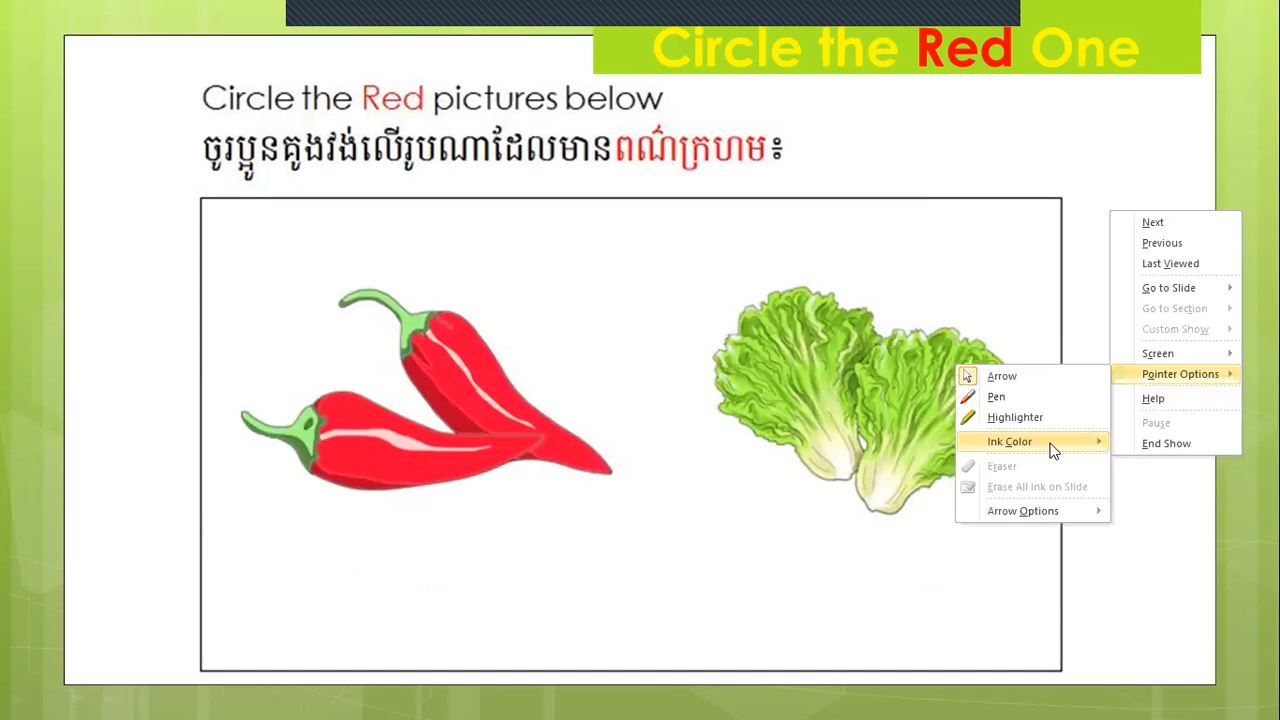 Circle the Red One
Circle the Red pictures below
ចូរប្អូនគូងវង់លើរូបណាដែលមានពណ៌ក្រហម៖
Next
Previous
Last Viewed
Go to Slide
Go to Section
Custom Show
Screen
Pointer Options
Help
Pause
End Show
Arrow
Pen
Highlighter
Ink Color
Eraser
Erase All Ink on Slide
Arrow Options